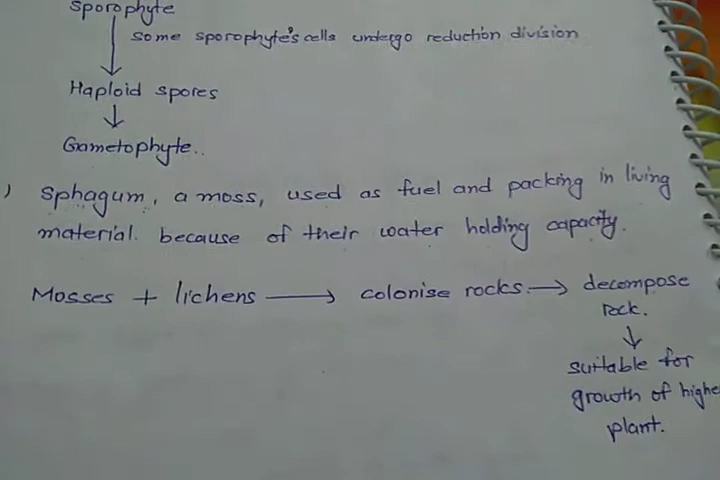 Sporophyte
↓ some sporophyte's cells undergo reduction division
Haploid spores
↓
Gametophyte..
) Sphagum, a moss, used as fuel and packing in living
material. because of their water holding capacity.
Mosses + lichens → colonise rocks. → decompose
rock.
↓
suitable for
growth of highe
plant.